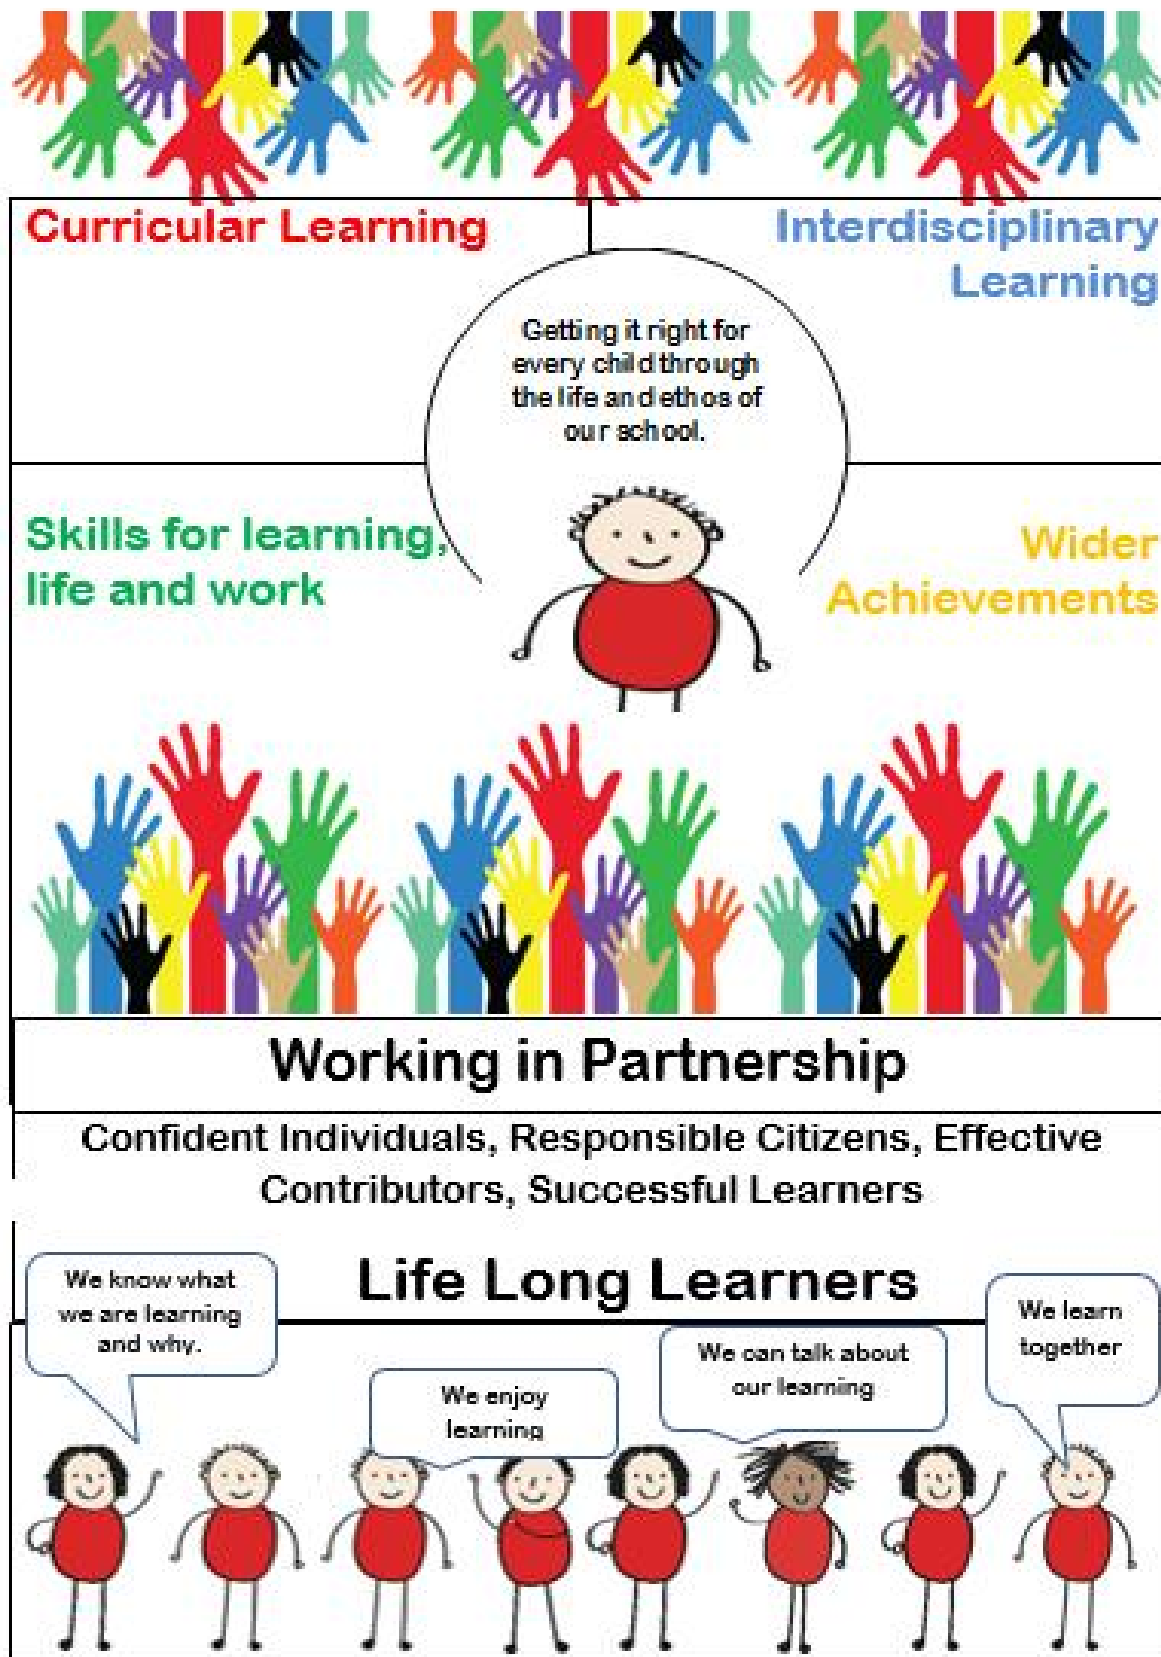 Curricular Learning
Interdisciplinary
Learning
Getting it right for
every child through
the life and ethos of
our school.
Skills for learning,
life and work
Wider
Achievements
Working in Partnership
Confident Individuals, Responsible Citizens, Effective
Contributors, Successful Learners
Life Long Learners
We know what
we are learning
and why.
We enjoy
learning
We can talk about
our learning
We learn
together